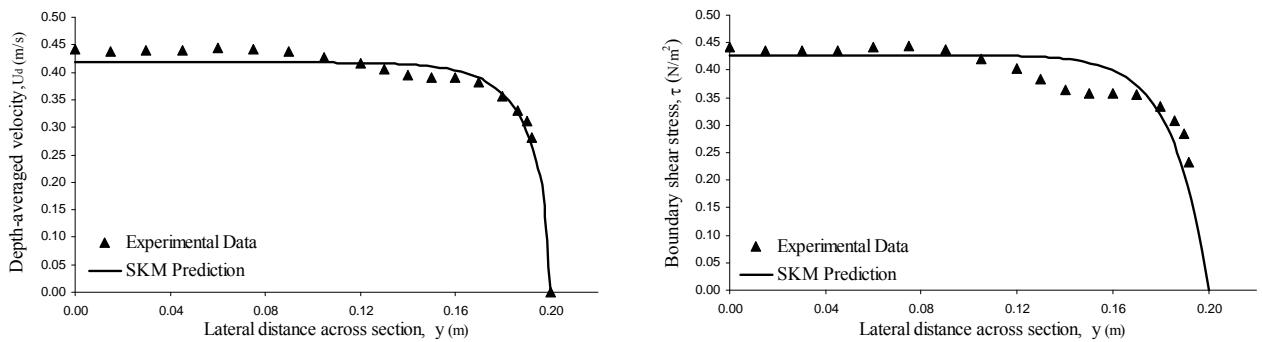 0.50
0.45
0.40
0.35
0.30
0.25
0.20
0.15
0.10
0.05
0.00
Depth-averaged velocity,Ud (m/s)
Experimental Data
SKM Prediction
0.00 0.04 0.08 0.12 0.16 0.20
Lateral distance across section, y (m)
0.50
0.45
0.40
0.35
0.30
0.25
0.20
0.15
0.10
0.05
0.00
Boundary shear stress, τ (N/m²)
Experimental Data
SKM Prediction
0.00 0.04 0.08 0.12 0.16 0.20
Lateral distance across section, y (m)